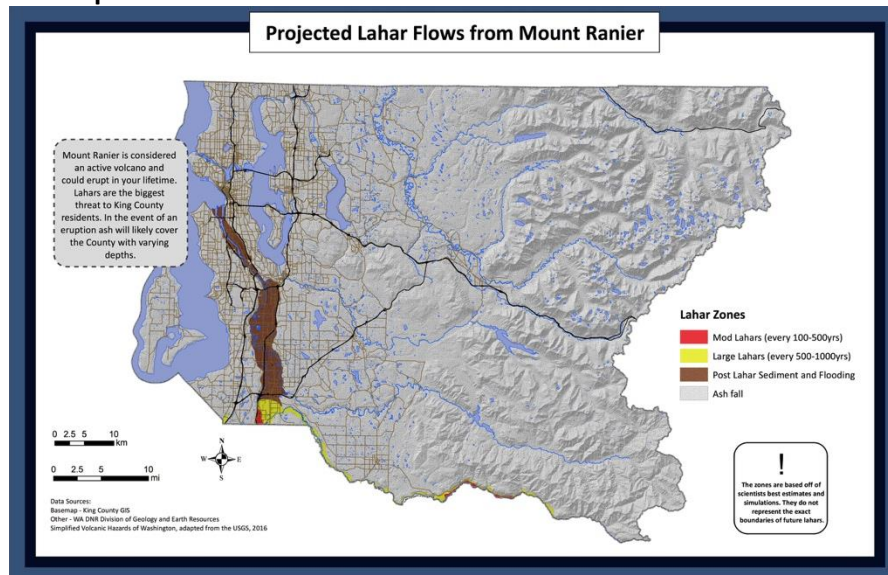 Projected Lahar Flows from Mount Ranier
Mount Ranier is considered
an active volcano and
could erupt in your lifetime.
Lahars are the biggest
threat to King County
residents. In the event of an
eruption ash will likely cover
the County with varying
depths.
Lahar Zones
Mod Lahars (every 100-500yrs)
Large Lahars (every 500-1000yrs)
Post Lahar Sediment and Flooding
Ash fall
0 2.5 5 10
km
0 2.5 5 10
mi
N
W E
S
Data Sources:
Basemap - King County GIS
Other - WA DNR Division of Geology and Earth Resources
Simplified Volcanic Hazards of Washington, adapted from the USGS, 2016
!
The zones are based off of
scientists best estimates and
simulations. They do not
represent the exact
boundaries of future lahars.